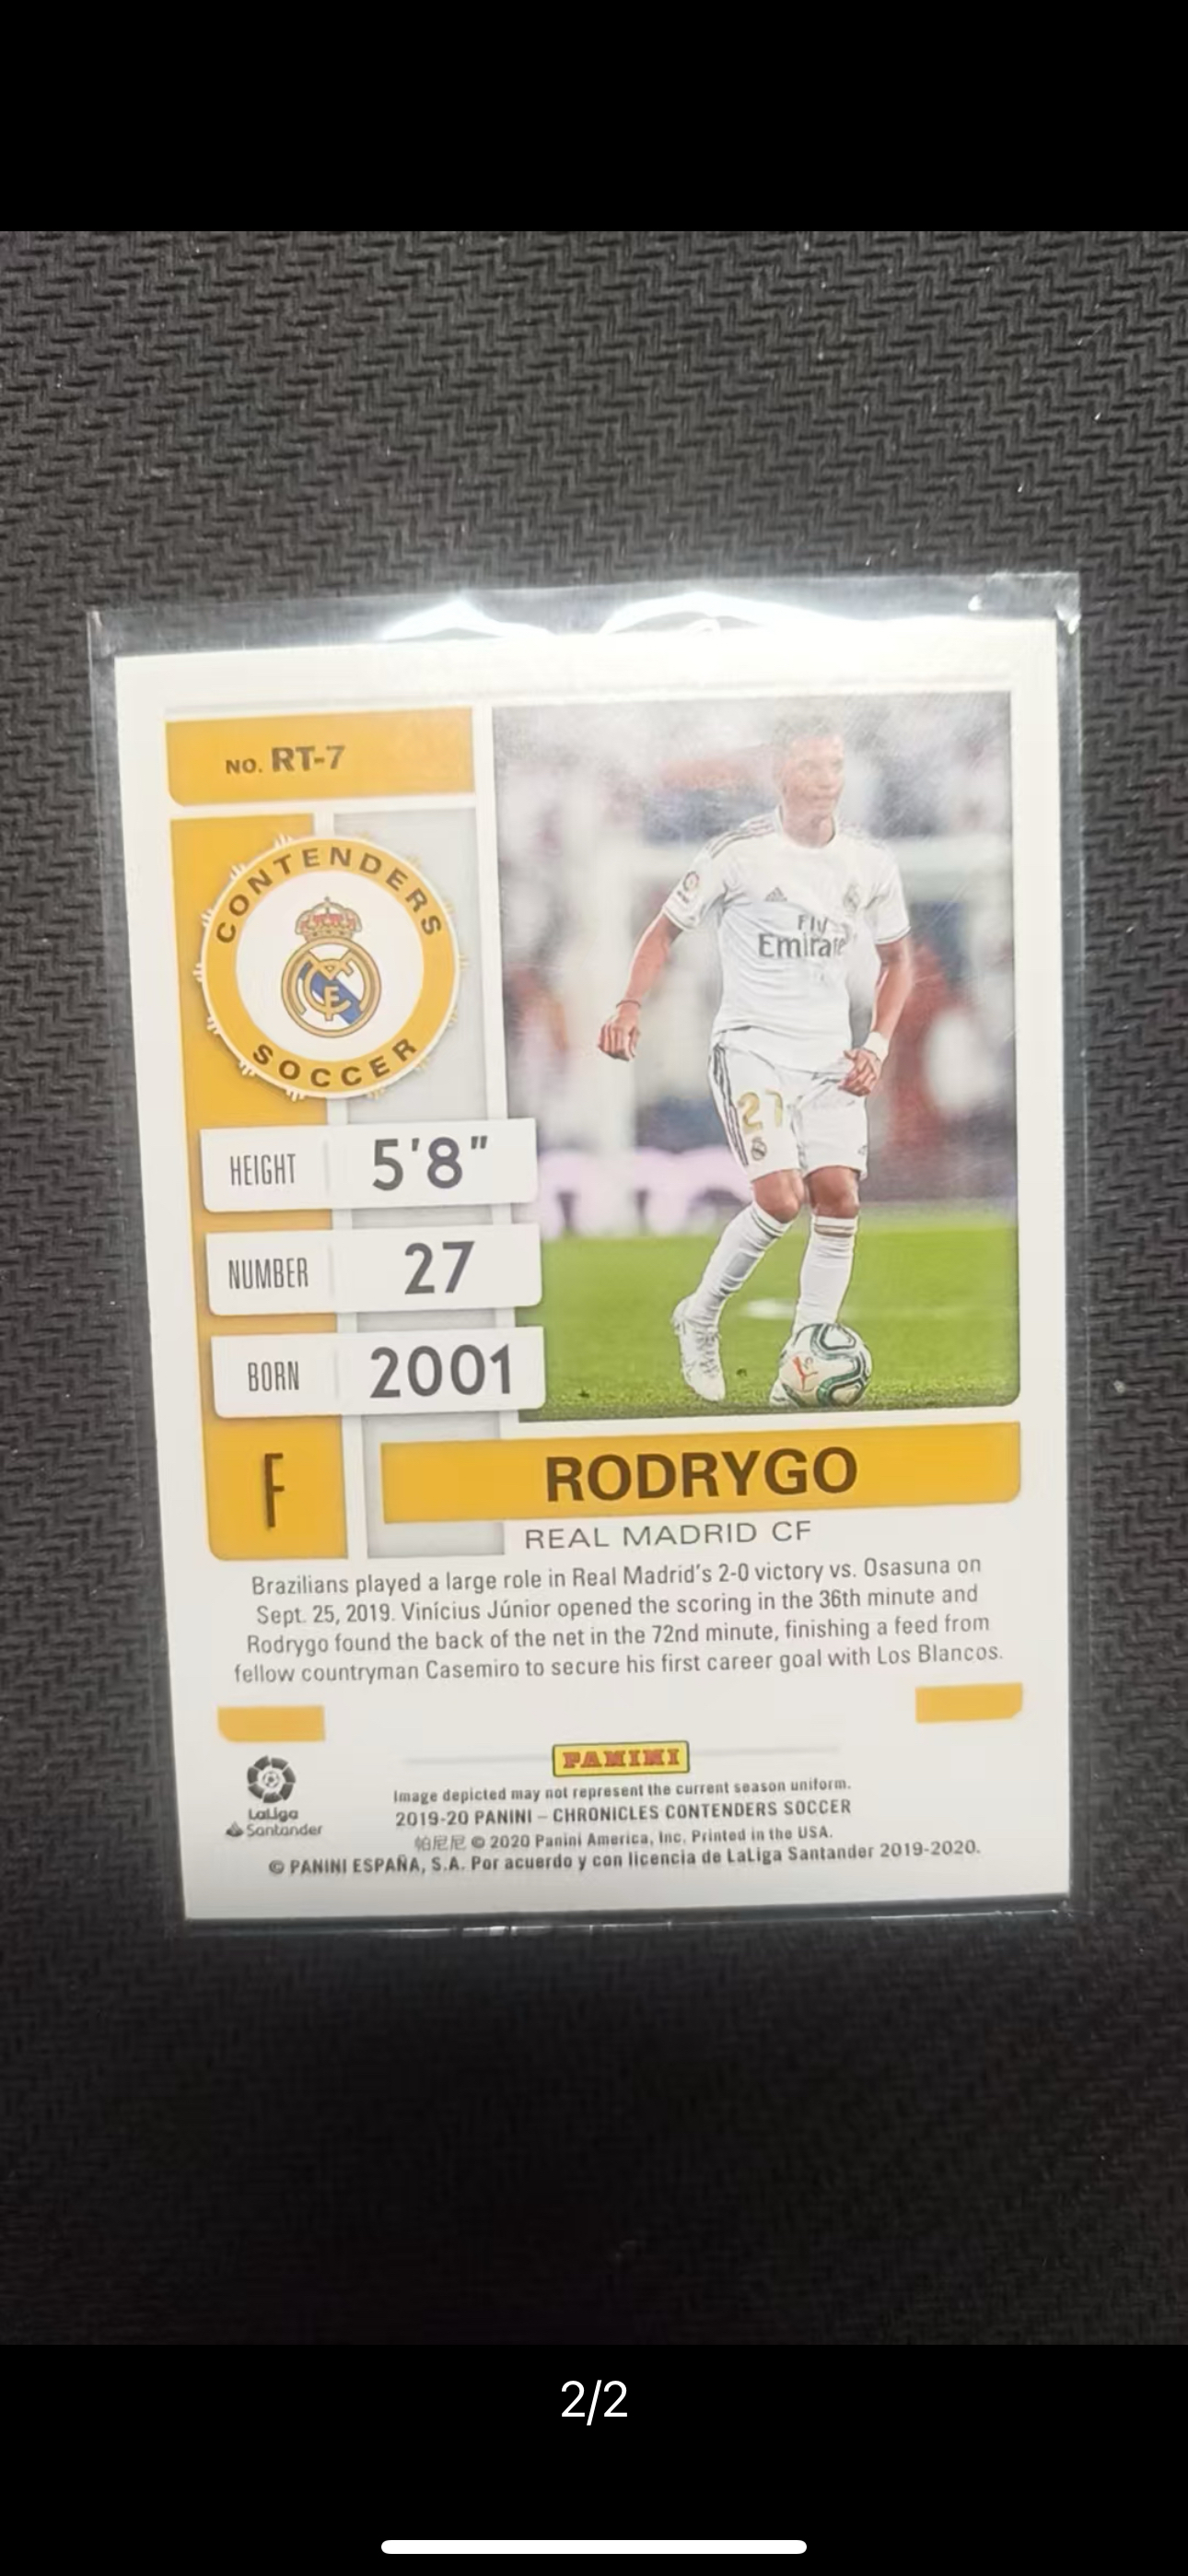 NO. RT-7
CONTENDERS
SOCCER
HEIGHT 5'8"
NUMBER 27
BORN 2001
Fly
Emirate
27
F
RODRYGO
REAL MADRID CF
Brazilians played a large role in Real Madrid's 2-0 victory vs. Osasuna on
Sept. 25, 2019. Vinícius Júnior opened the scoring in the 36th minute and
Rodrygo found the back of the net in the 72nd minute, finishing a feed from
fellow countryman Casemiro to secure his first career goal with Los Blancos.
PANINI
LaLiga
Santander
Image depicted may not represent the current season uniform.
2019-20 PANINI – CHRONICLES CONTENDERS SOCCER
帕尼尼 © 2020 Panini America, Inc. Printed in the USA.
© PANINI ESPAÑA, S.A. Por acuerdo y con licencia de LaLiga Santander 2019-2020.
2/2